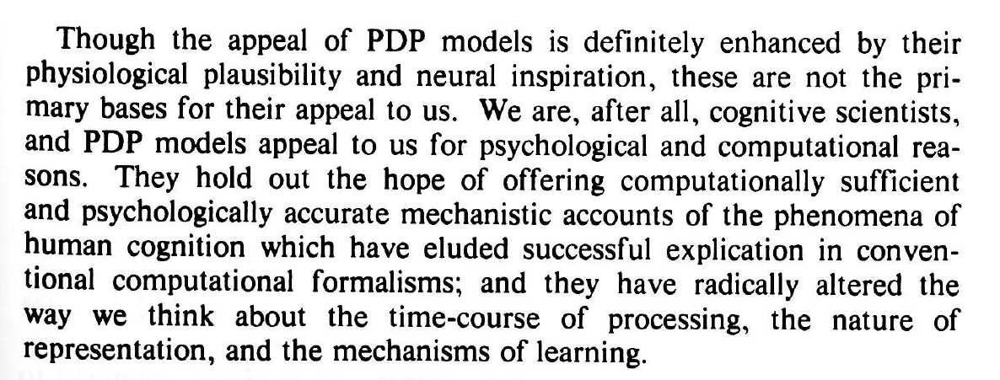 Though the appeal of PDP models is definitely enhanced by their
physiological plausibility and neural inspiration, these are not the pri-
mary bases for their appeal to us. We are, after all, cognitive scientists,
and PDP models appeal to us for psychological and computational rea-
sons. They hold out the hope of offering computationally sufficient
and psychologically accurate mechanistic accounts of the phenomena of
human cognition which have eluded successful explication in conven-
tional computational formalisms; and they have radically altered the
way we think about the time-course of processing, the nature of
representation, and the mechanisms of learning.